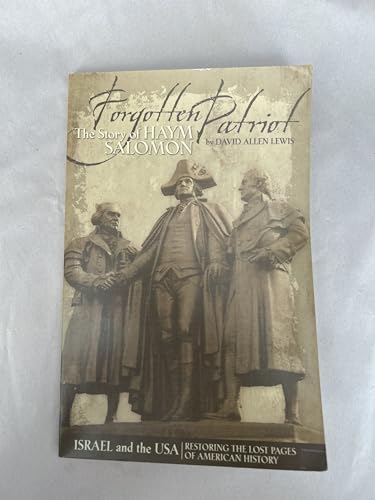 Forgotten Patriot
The Story of HAYM
SALOMON
by DAVID ALLEN LEWIS
ISRAEL and the USA
RESTORING THE LOST PAGES
OF AMERICAN HISTORY